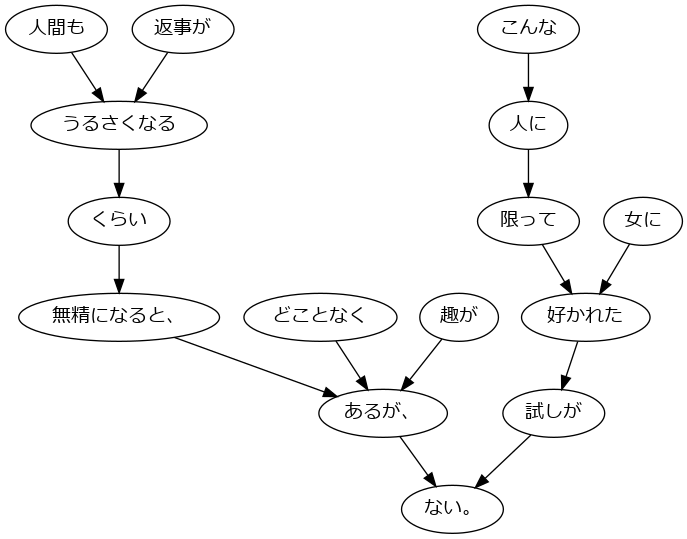 人間も
返事が
こんな
うるさくなる
人に
くらい
限って
女に
無精になると、
どことなく
趣が
好かれた
あるが、
試しが
ない。